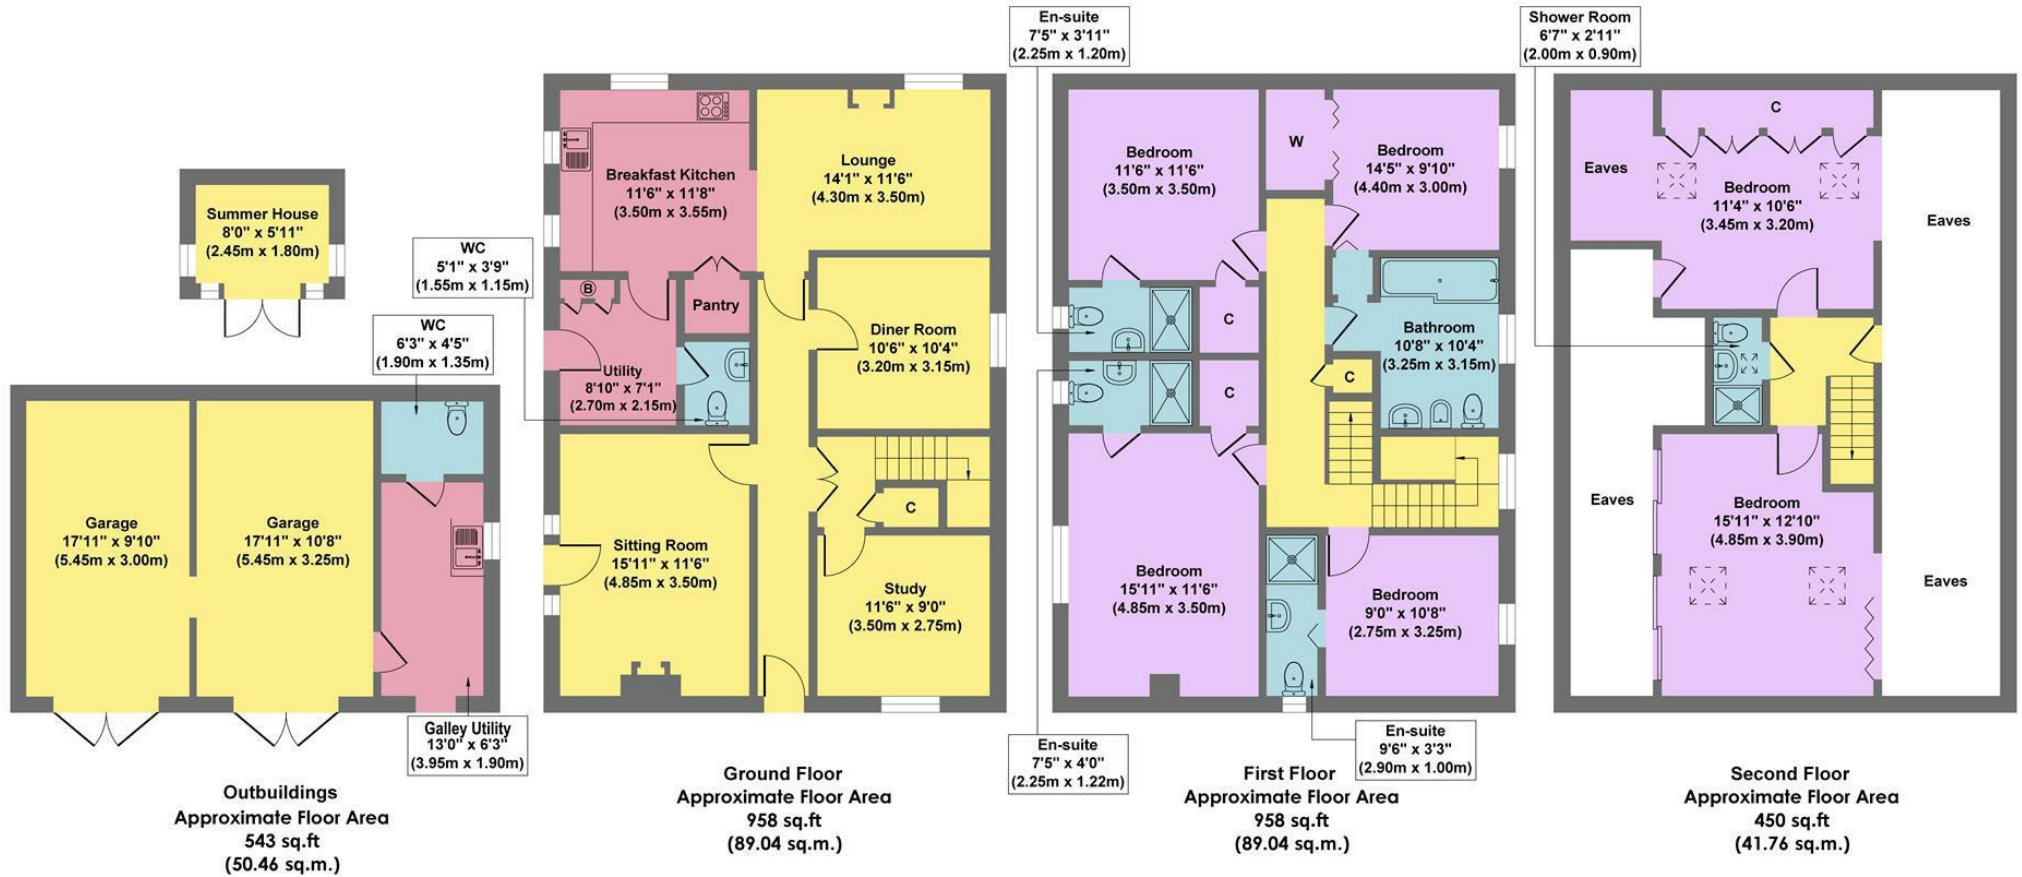 Summer House
8'0" x 5'11"
(2.45m x 1.80m)
WC
6'3" x 4'5"
(1.90m x 1.35m)
Garage
17'11" x 9'10"
(5.45m x 3.00m)
Garage
17'11" x 10'8"
(5.45m x 3.25m)
Galley Utility
13'0" x 6'3"
(3.95m x 1.90m)
Outbuildings
Approximate Floor Area
543 sq.ft
(50.46 sq.m.)
WC
5'1" x 3'9"
(1.55m x 1.15m)
Breakfast Kitchen
11'6" x 11'8"
(3.50m x 3.55m)
Lounge
14'1" x 11'6"
(4.30m x 3.50m)
B
Pantry
Utility
8'10" x 7'1"
(2.70m x 2.15m)
Diner Room
10'6" x 10'4"
(3.20m x 3.15m)
C
Sitting Room
15'11" x 11'6"
(4.85m x 3.50m)
Study
11'6" x 9'0"
(3.50m x 2.75m)
Ground Floor
Approximate Floor Area
958 sq.ft
(89.04 sq.m.)
En-suite
7'5" x 3'11"
(2.25m x 1.20m)
Bedroom
11'6" x 11'6"
(3.50m x 3.50m)
W
Bedroom
14'5" x 9'10"
(4.40m x 3.00m)
C
Bathroom
10'8" x 10'4"
(3.25m x 3.15m)
C
C
Bedroom
15'11" x 11'6"
(4.85m x 3.50m)
Bedroom
9'0" x 10'8"
(2.75m x 3.25m)
En-suite
7'5" x 4'0"
(2.25m x 1.22m)
En-suite
9'6" x 3'3"
(2.90m x 1.00m)
First Floor
Approximate Floor Area
958 sq.ft
(89.04 sq.m.)
Shower Room
6'7" x 2'11"
(2.00m x 0.90m)
C
Eaves
Bedroom
11'4" x 10'6"
(3.45m x 3.20m)
Eaves
Eaves
Bedroom
15'11" x 12'10"
(4.85m x 3.90m)
Eaves
Second Floor
Approximate Floor Area
450 sq.ft
(41.76 sq.m.)